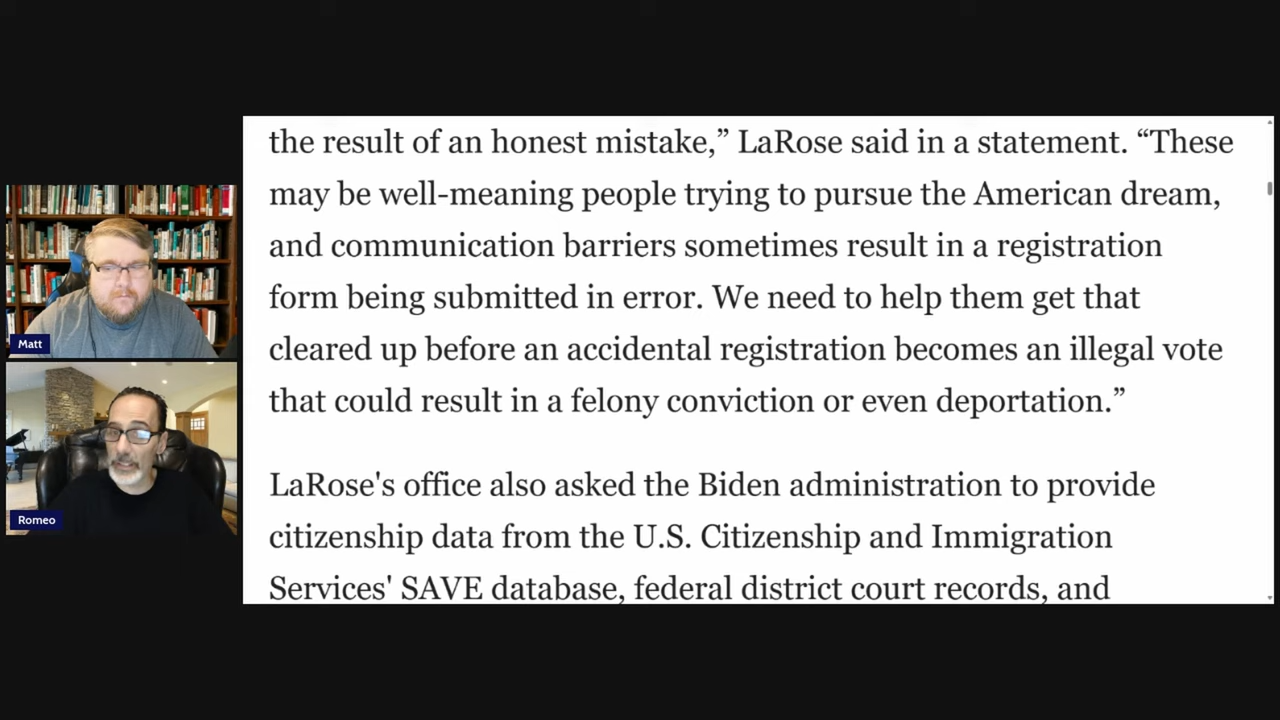 the result of an honest mistake,” LaRose said in a statement. “These
may be well-meaning people trying to pursue the American dream,
and communication barriers sometimes result in a registration
form being submitted in error. We need to help them get that
cleared up before an accidental registration becomes an illegal vote
that could result in a felony conviction or even deportation.”
LaRose's office also asked the Biden administration to provide
citizenship data from the U.S. Citizenship and Immigration
Services' SAVE database, federal district court records, and
Matt
Romeo